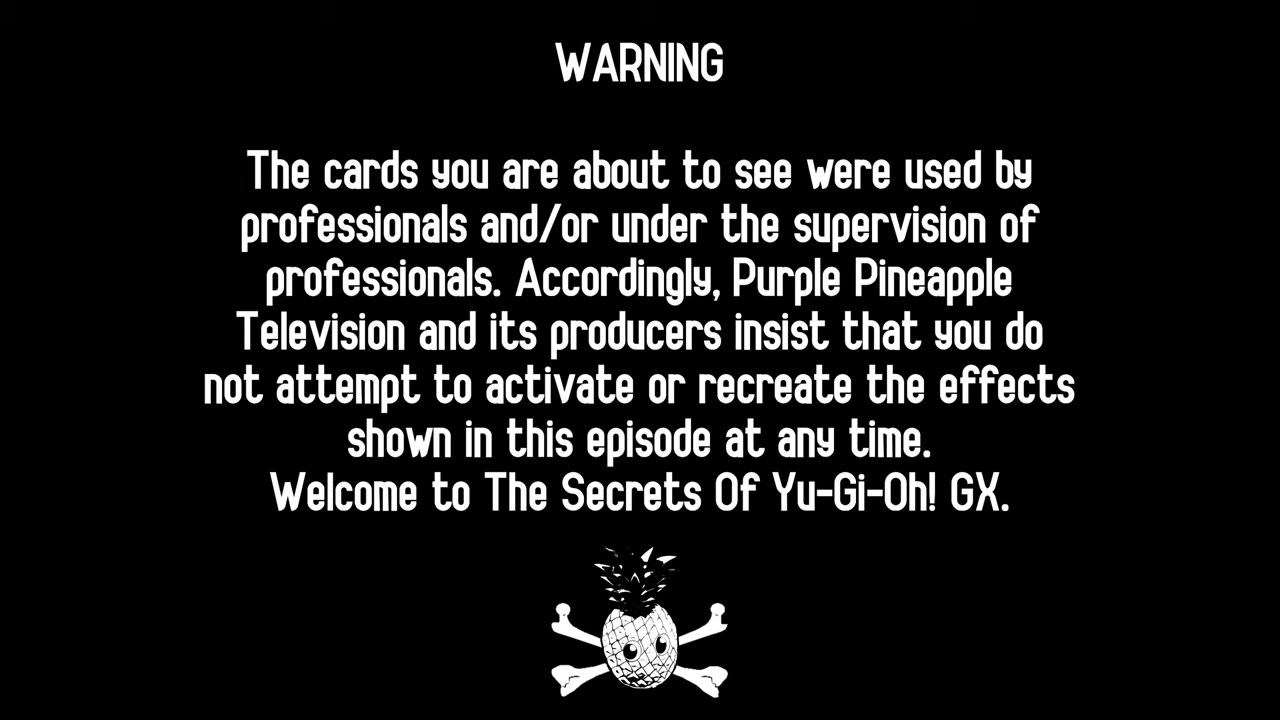 WARNING
The cards you are about to see were used by
professionals and/or under the supervision of
professionals. Accordingly, Purple Pineapple
Television and its producers insist that you do
not attempt to activate or recreate the effects
shown in this episode at any time.
Welcome to The Secrets Of Yu-Gi-Oh! GX.